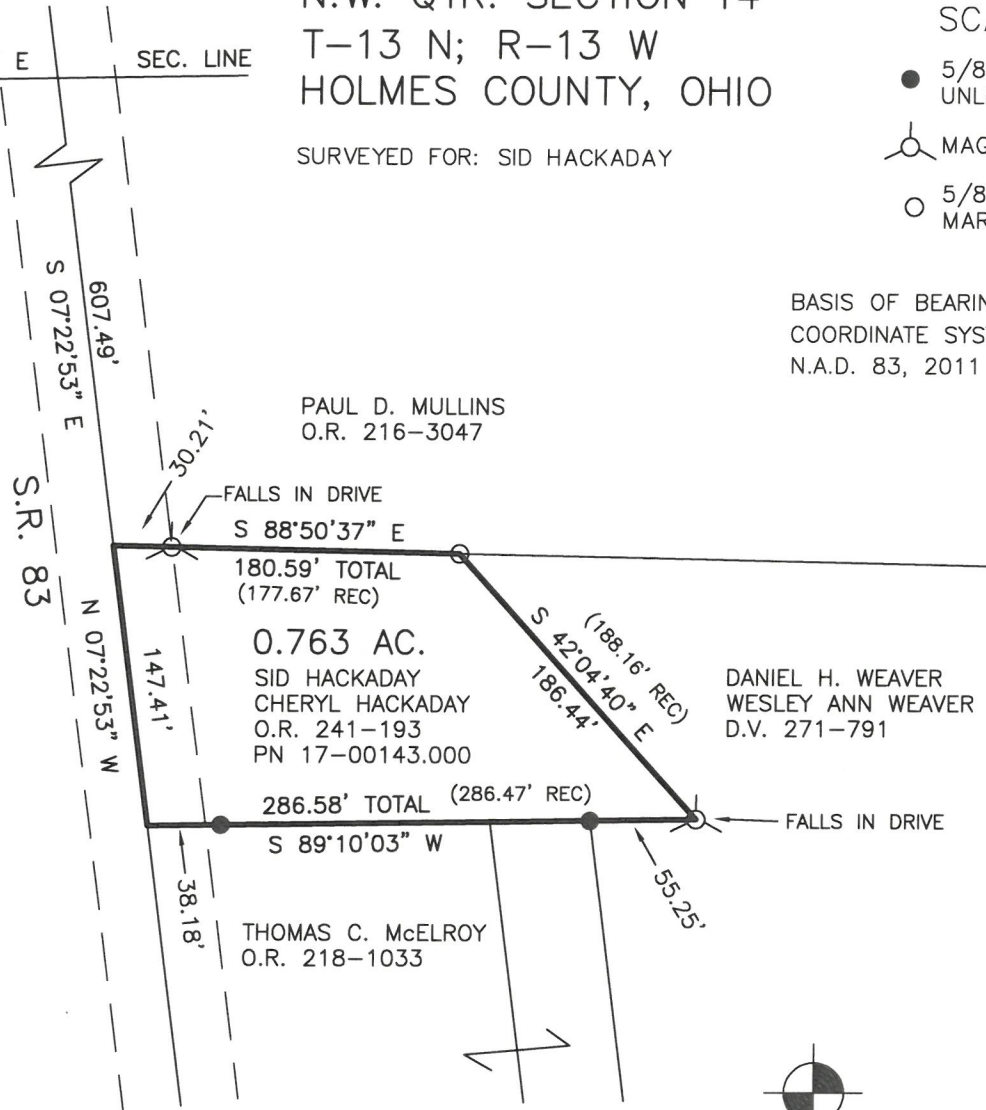 N.W. QTR. SECTION 14
T-13 N; R-13 W
HOLMES COUNTY, OHIO
SURVEYED FOR: SID HACKADAY
E
SEC. LINE
5/8
UNL
MAG
5/8
MAR
BASIS OF BEARIN
COORDINATE SYS
N.A.D. 83, 2011
607.49'
S 07°22'53" E
S.R. 83
PAUL D. MULLINS
O.R. 216-3047
30.21'
FALLS IN DRIVE
S 88°50'37" E
180.59' TOTAL
(177.67' REC)
N 07°22'53" W
147.41'
0.763 AC.
SID HACKADAY
CHERYL HACKADAY
O.R. 241-193
PN 17-00143.000
(188.16' REC)
S 42°04'40" E
186.44'
DANIEL H. WEAVER
WESLEY ANN WEAVER
D.V. 271-791
286.58' TOTAL (286.47' REC)
S 89°10'03" W
FALLS IN DRIVE
38.18'
55.25'
THOMAS C. McELROY
O.R. 218-1033